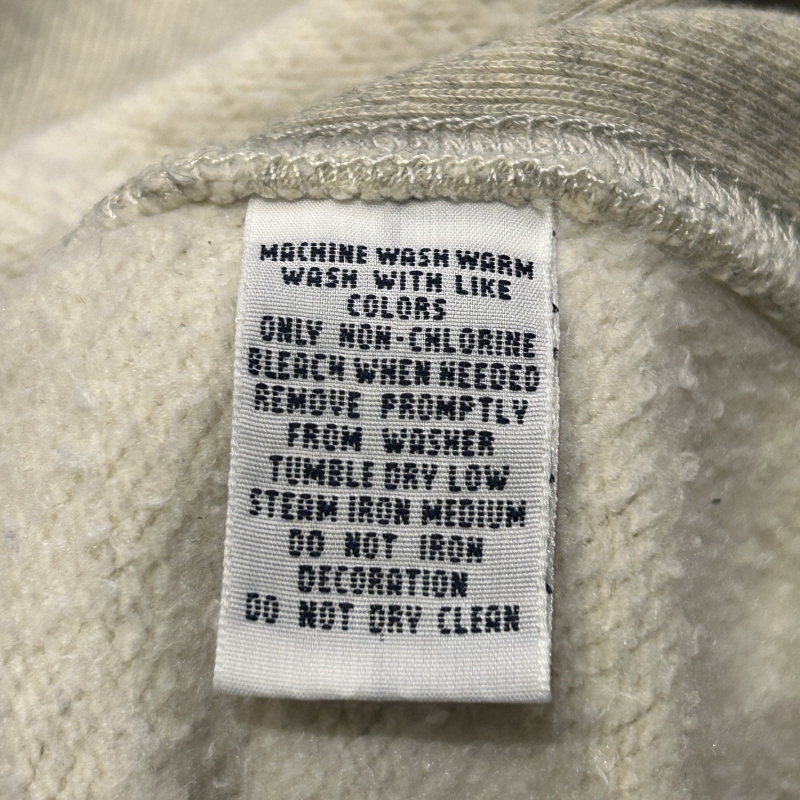 MACHINE WASH WARM
WASH WITH LIKE
COLORS
ONLY NON-CHLORINE
BLEACH WHEN NEEDED
REMOVE PROMPTLY
FROM WASHER
TUMBLE DRY LOW
STEAM IRON MEDIUM
DO NOT IRON
DECORATION
DO NOT DRY CLEAN